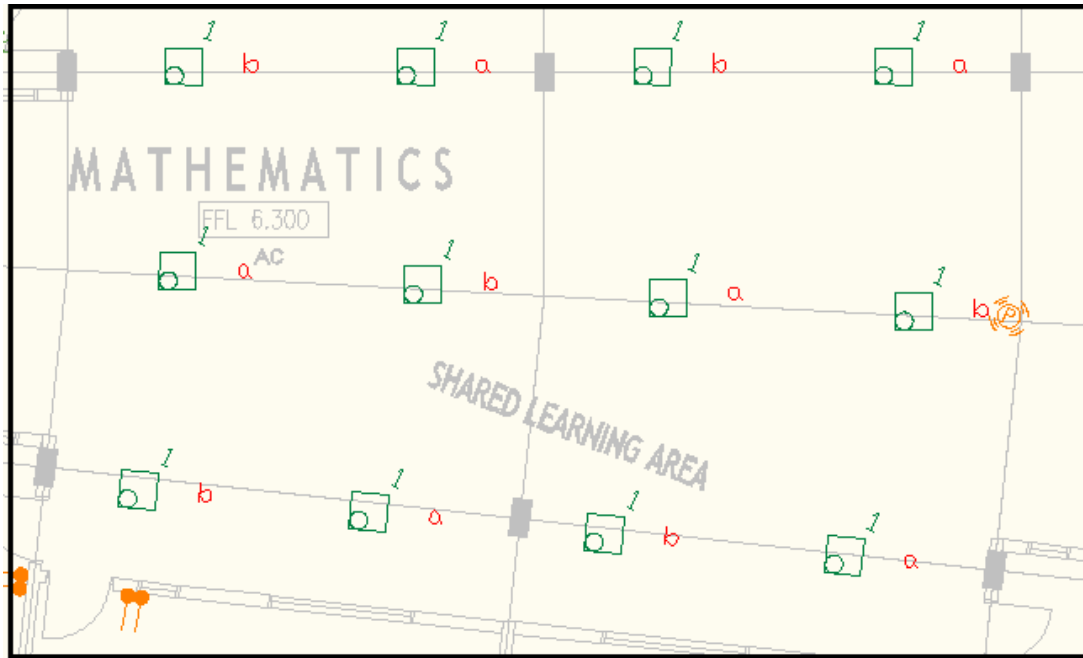 1 1 1 1
b a b a
MATHEMATICS
FFL 6.300
1 1 1 1
AC
a b a b P
SHARED LEARNING AREA
1 1 1 1
b a b a